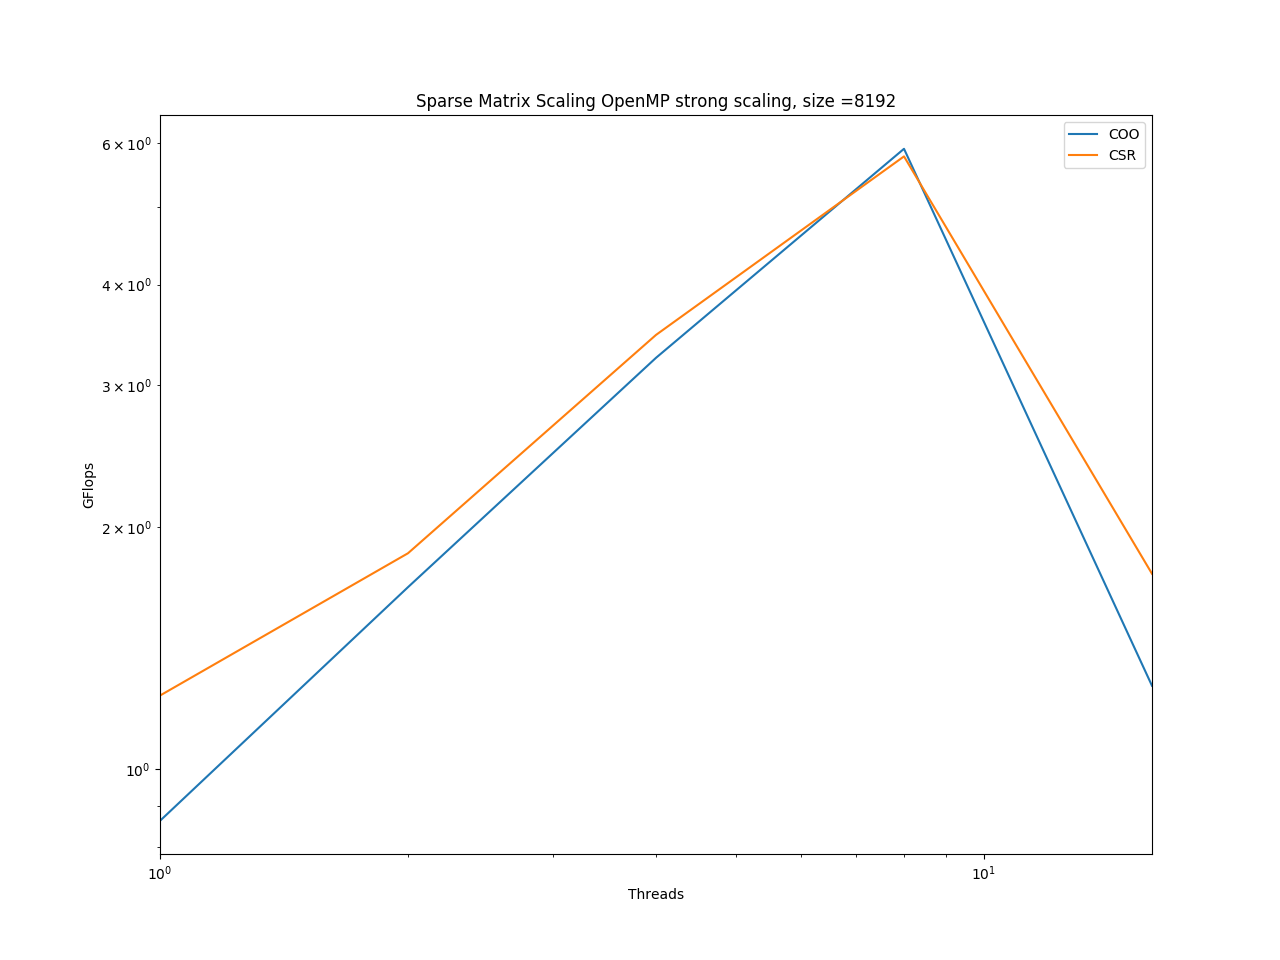 Sparse Matrix Scaling OpenMP strong scaling, size =8192
COO
CSR
6 × 10⁰
4 × 10⁰
3 × 10⁰
2 × 10⁰
10⁰
GFlops
10⁰
10¹
Threads